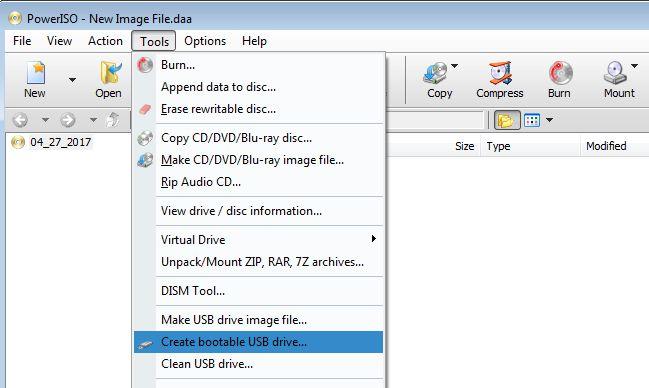 PowerISO - New Image File.daa
File View Action Tools Options Help
New Open Copy Compress Burn Mount
04_27_2017
Size Type Modified
Burn...
Append data to disc...
Erase rewritable disc...
Copy CD/DVD/Blu-ray disc...
Make CD/DVD/Blu-ray image file...
Rip Audio CD...
View drive / disc information...
Virtual Drive
Unpack/Mount ZIP, RAR, 7Z archives...
DISM Tool...
Make USB drive image file...
Create bootable USB drive...
Clean USB drive...